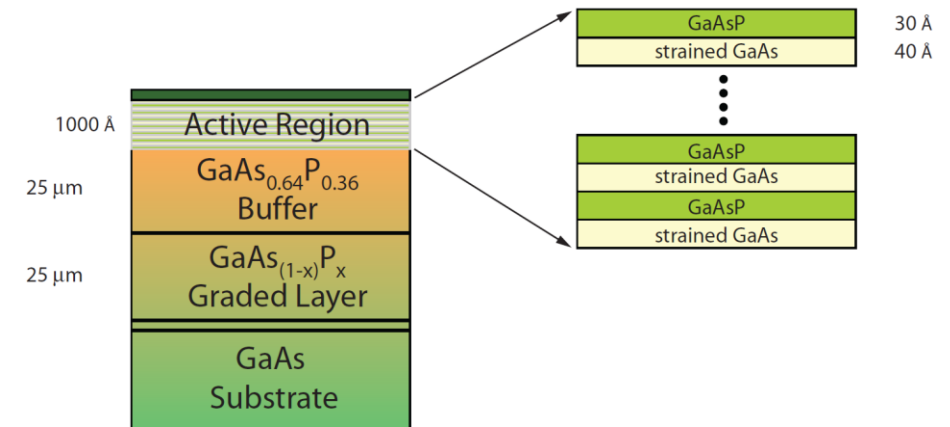 1000 Å
Active Region
25 μm
GaAs₀.₆₄P₀.₃₆
Buffer
25 μm
GaAs₍₁₋ₓ₎Pₓ
Graded Layer
GaAs
Substrate
GaAsP
30 Å
strained GaAs
40 Å
GaAsP
strained GaAs
GaAsP
strained GaAs